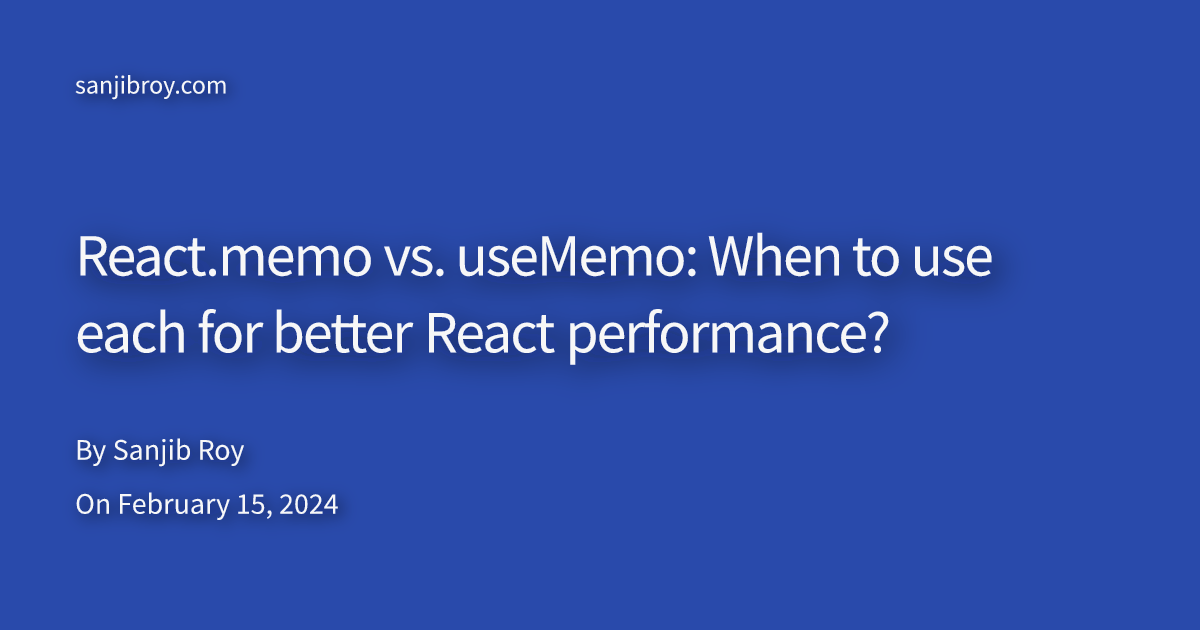 sanjibroy.com
React.memo vs. useMemo: When to use
each for better React performance?
By Sanjib Roy
On February 15, 2024